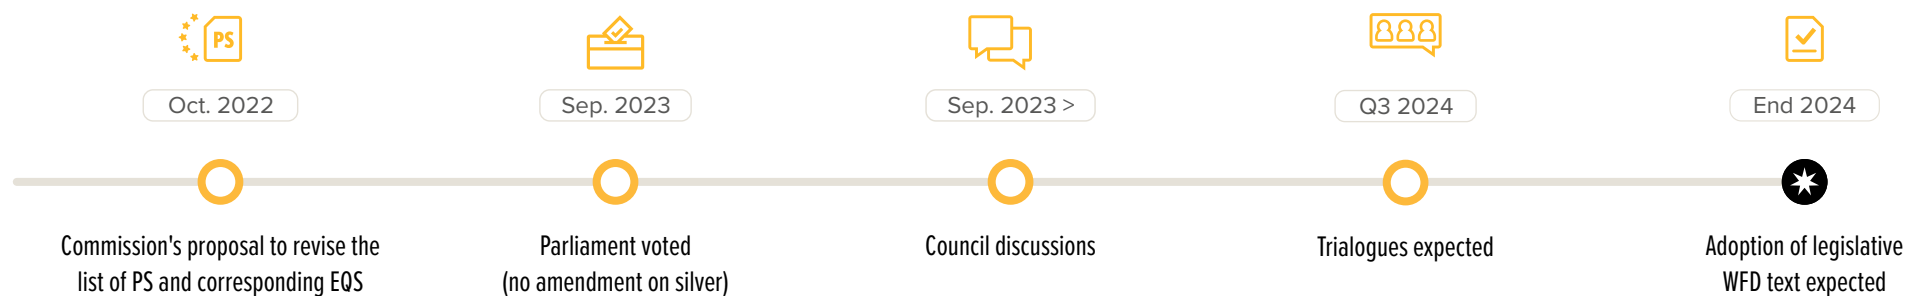 PS
Oct. 2022
Sep. 2023
Sep. 2023 >
Q3 2024
End 2024
Commission's proposal to revise the
list of PS and corresponding EQS
Parliament voted
(no amendment on silver)
Council discussions
Trialogues expected
Adoption of legislative
WFD text expected